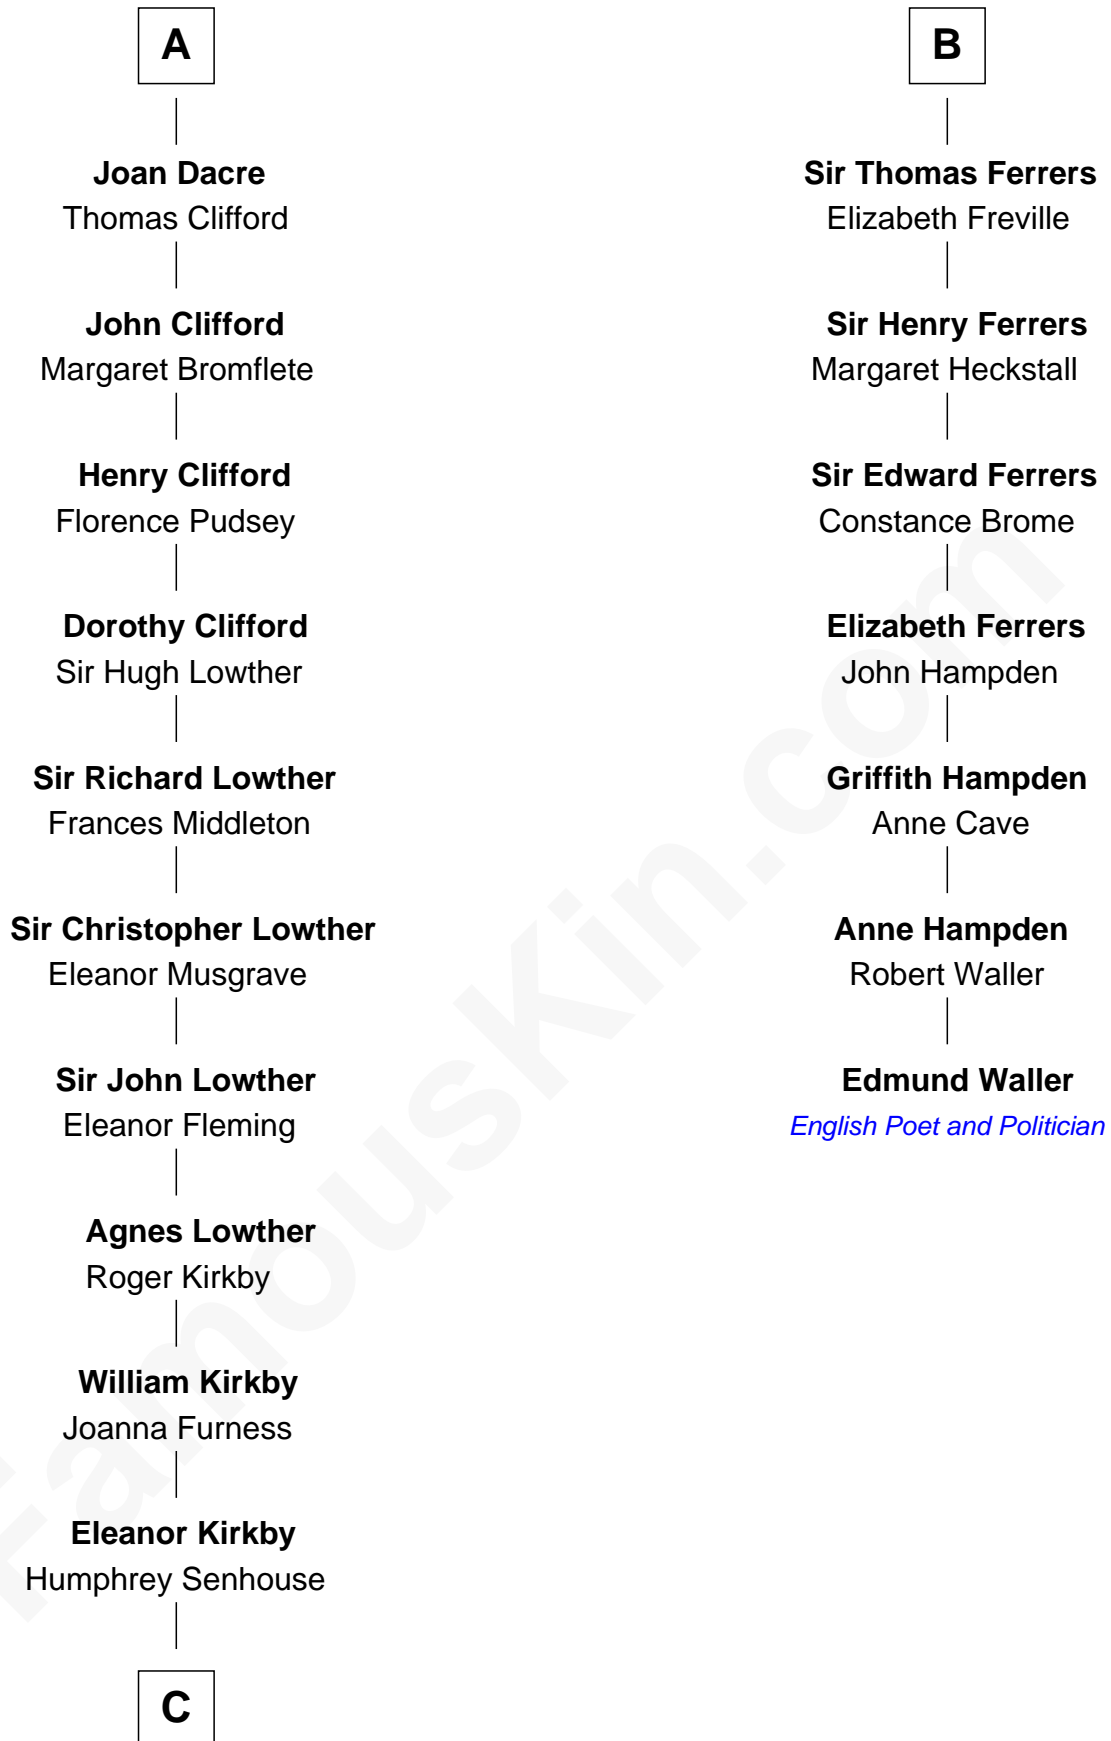 A
Joan Dacre
Thomas Clifford
John Clifford
Margaret Bromflete
Henry Clifford
Florence Pudsey
Dorothy Clifford
Sir Hugh Lowther
Sir Richard Lowther
Frances Middleton
Sir Christopher Lowther
Eleanor Musgrave
Sir John Lowther
Eleanor Fleming
Agnes Lowther
Roger Kirkby
William Kirkby
Joanna Furness
Eleanor Kirkby
Humphrey Senhouse
C
B
Sir Thomas Ferrers
Elizabeth Freville
Sir Henry Ferrers
Margaret Heckstall
Sir Edward Ferrers
Constance Brome
Elizabeth Ferrers
John Hampden
Griffith Hampden
Anne Cave
Anne Hampden
Robert Waller
Edmund Waller
English Poet and Politician
FamousKin.com